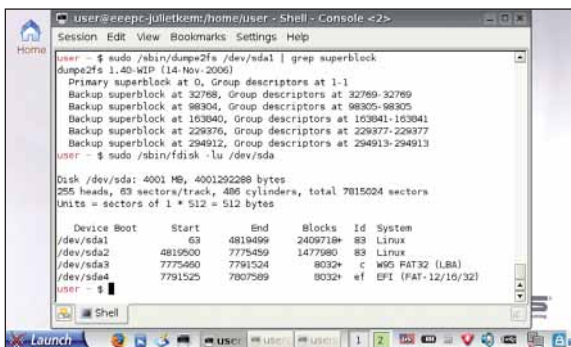 user@eeepc-julietkem:/home/user - Shell - Console <2>
Session Edit View Bookmarks Settings Help
Home
user ~ $ sudo /sbin/dumpe2fs /dev/sda1 | grep superblock
dumpe2fs 1.40-WIP (14-Nov-2006)
Primary superblock at 0, Group descriptors at 1-1
Backup superblock at 32768, Group descriptors at 32769-32769
Backup superblock at 98304, Group descriptors at 98305-98305
Backup superblock at 163840, Group descriptors at 163841-163841
Backup superblock at 229376, Group descriptors at 229377-229377
Backup superblock at 294912, Group descriptors at 294913-294913
user ~ $ sudo /sbin/fdisk -lu /dev/sda
Disk /dev/sda: 4001 MB, 4001292288 bytes
255 heads, 63 sectors/track, 486 cylinders, total 7815024 sectors
Units = sectors of 1 * 512 = 512 bytes
Device Boot Start End Blocks Id System
/dev/sda1 63 4819499 2409718+ 83 Linux
/dev/sda2 4819500 7775459 1477980 83 Linux
/dev/sda3 7775460 7791524 8032+ c W95 FAT32 (LBA)
/dev/sda4 7791525 7807589 8032+ ef EFI (FAT-12/16/32)
user ~ $
Shell
Launch user user user 1 2